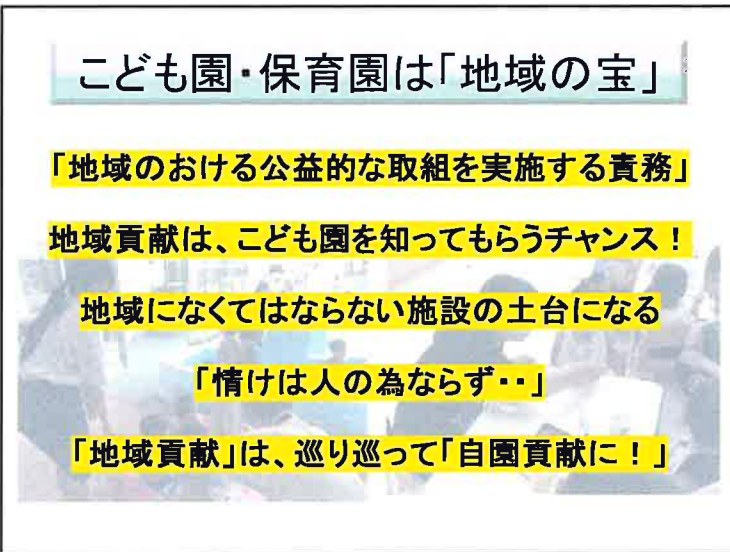 こども園・保育園は「地域の宝」
「地域のおける公益的な取組を実施する責務」
地域貢献は、こども園を知ってもらうチャンス！
地域になくてはならない施設の土台になる
「情けは人の為ならず・・」
「地域貢献」は、巡り巡って「自園貢献に！」